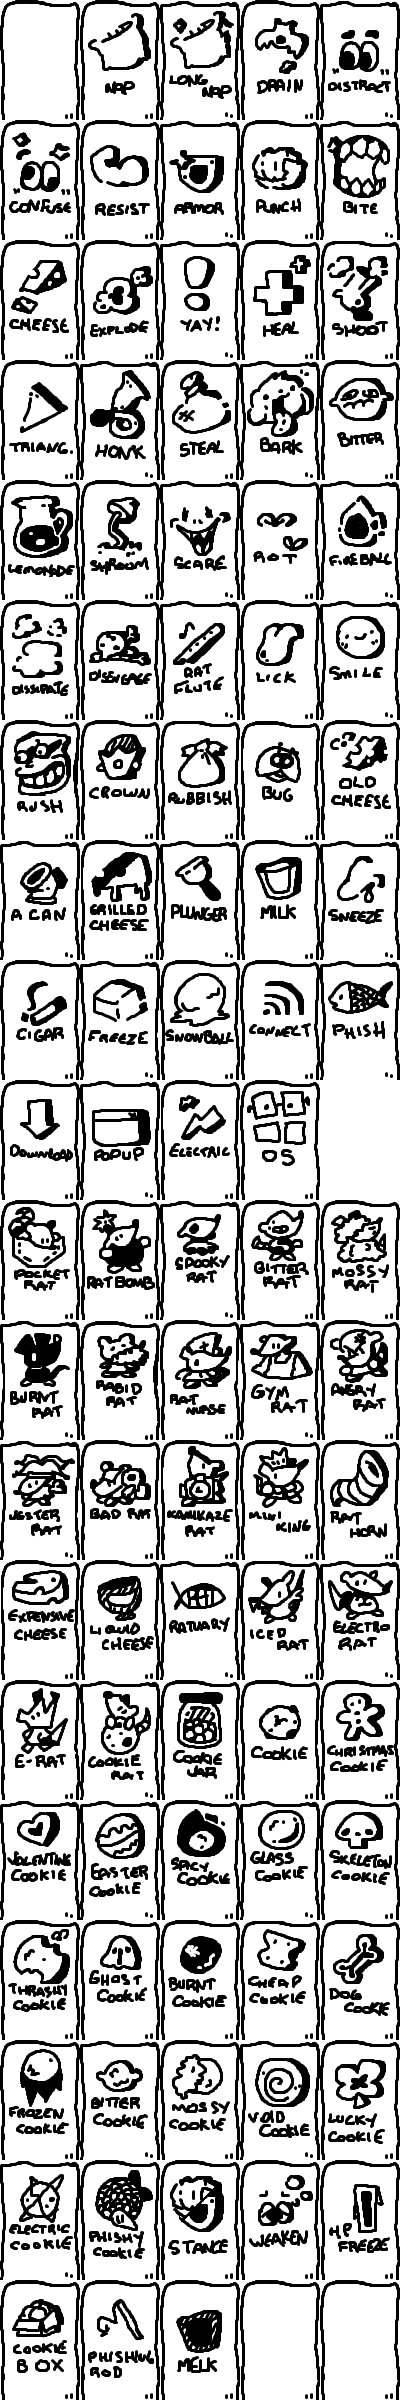 NAP
LONG NAP
DRAIN
DISTRACT
CONFUSE
RESIST
ARMOR
PUNCH
BITE
CHEESE
EXPLODE
YAY!
HEAL
SHOOT
TRIANG.
HONK
STEAL
BARK
BITTER
LEMONADE
SHROOM
SCARE
ROT
FIREBALL
DISSIPATE
DISENGAGE
RAT
FLUTE
LICK
SMILE
RUSH
CROWN
RUBBISH
BUG
OLD
CHEESE
A CAN
GRILLED
CHEESE
PLUNGER
MILK
SNEEZE
CIGAR
FREEZE
SNOWBALL
CONNECT
PHISH
DOWNLOAD
POPUP
ELECTRIC
OS
POCKET
RAT
RAT BOMB
SPOOKY
RAT
BITTER
RAT
MOSSY
RAT
BURNT
RAT
RABID
RAT
RAT
NURSE
GYM
RAT
ANGRY
RAT
JESTER
RAT
BAD RAT
KAMIKAZE
RAT
MINI
KING
RAT
HORN
EXPENSIVE
CHEESE
LIQUID
CHEESE
RATUARY
ICED
RAT
ELECTRO
RAT
E-RAT
COOKIE
RAT
COOKIE
JAR
COOKIE
CHRISTMAS
COOKIE
VALENTINE
COOKIE
EASTER
COOKIE
SPICY
COOKIE
GLASS
COOKIE
SKELETON
COOKIE
THRASHY
COOKIE
GHOST
COOKIE
BURNT
COOKIE
CHEAP
COOKIE
DOG
COOKIE
FROZEN
COOKIE
BITTER
COOKIE
MOSSY
COOKIE
VOID
COOKIE
LUCKY
COOKIE
ELECTRIC
COOKIE
PHISHY
COOKIE
STANCE
WEAKEN
HP
FREEZE
COOKIE
BOX
PHISHING
ROD
MELK